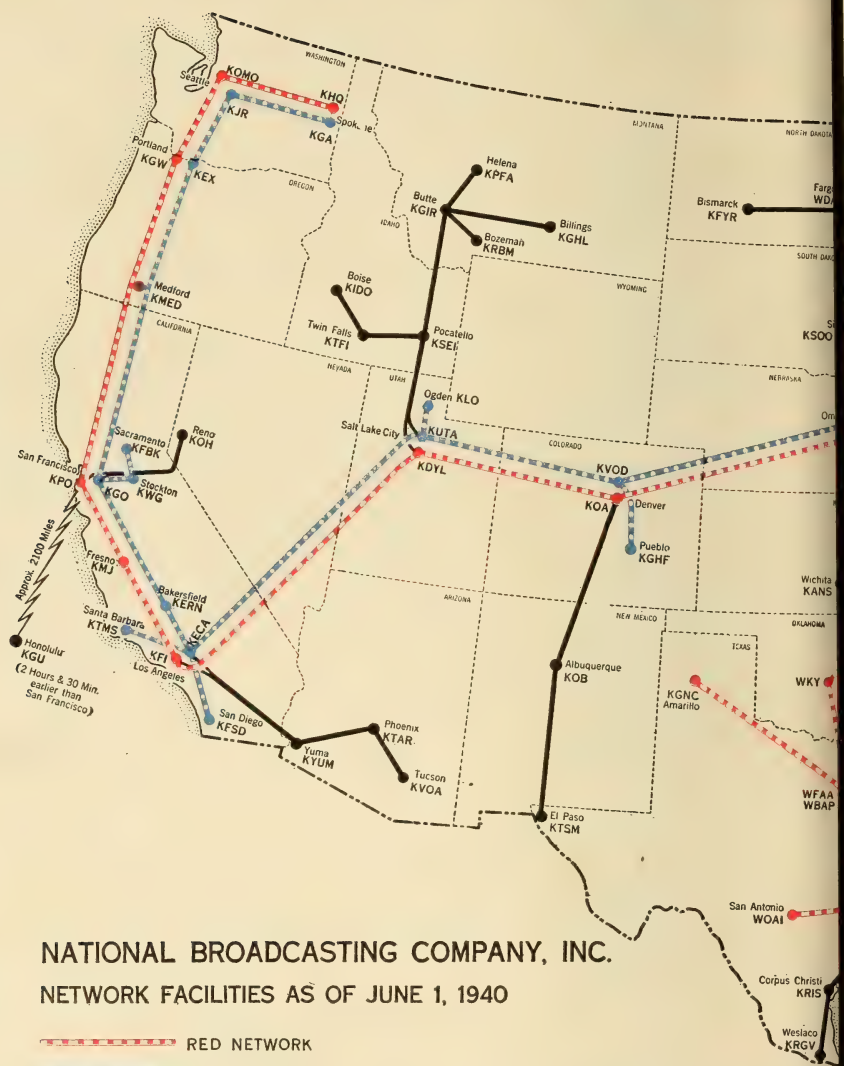 WASHINGTON
Seattle
KOMO
KHQ
KJR
KGA
Portland
KGW
KEX
OREGON
MONTANA
NORTH DAKOTA
Helena
KPFA
Butte
KGIR
Billings
KGHL
Bozeman
KRBM
IDAHO
Bismarck
KFYR
WYOMING
Medford
KMED
Boise
KIDO
Twin Falls
KTFI
Pocatello
KSEI
CALIFORNIA
NEVADA
UTAH
NEBRASKA
KSOO
Ogden KLO
Salt Lake City
KUTA
KDYL
COLORADO
KVOD
KOA
Denver
Pueblo
KGHF
Sacramento
KFBK
Reno
KOH
San Francisco
KPO
KGO
Stockton
KWG
Approx. 2100 Miles
Fresno
KMJ
Bakersfield
KERN
Santa Barbara
KTMS
KECA
KFI
Los Angeles
Honolulu
KGU
(2 Hours & 30 Min.
earlier than
San Francisco)
San Diego
KFSD
ARIZONA
NEW MEXICO
Wichita
KANS
OKLAHOMA
TEXAS
Albuquerque
KOB
KGNC
Amarillo
WKY
Phoenix
KTAR
Yuma
KYUM
Tucson
KVOA
WFAA
WBAP
El Paso
KTSM
San Antonio
WOAI
Corpus Christi
KRIS
Weslaco
KRGV
NATIONAL BROADCASTING COMPANY, INC.
NETWORK FACILITIES AS OF JUNE 1, 1940
RED NETWORK